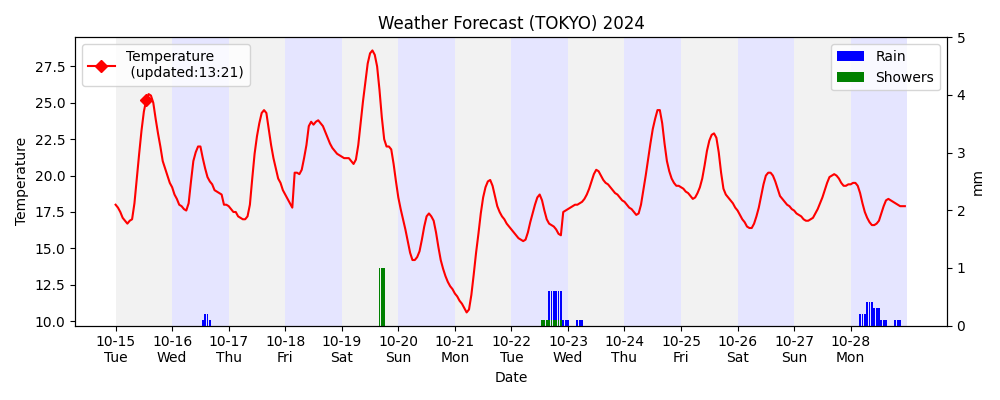 Weather Forecast (TOKYO) 2024
Temperature
(updated:13:21)
Rain
Showers
27.5
25.0
22.5
20.0
17.5
15.0
12.5
10.0
Temperature
5
4
3
2
1
0
mm
10-15 10-16 10-17 10-18 10-19 10-20 10-21 10-22 10-23 10-24 10-25 10-26 10-27 10-28
Tue Wed Thu Fri Sat Sun Mon Tue Wed Thu Fri Sat Sun Mon
Date